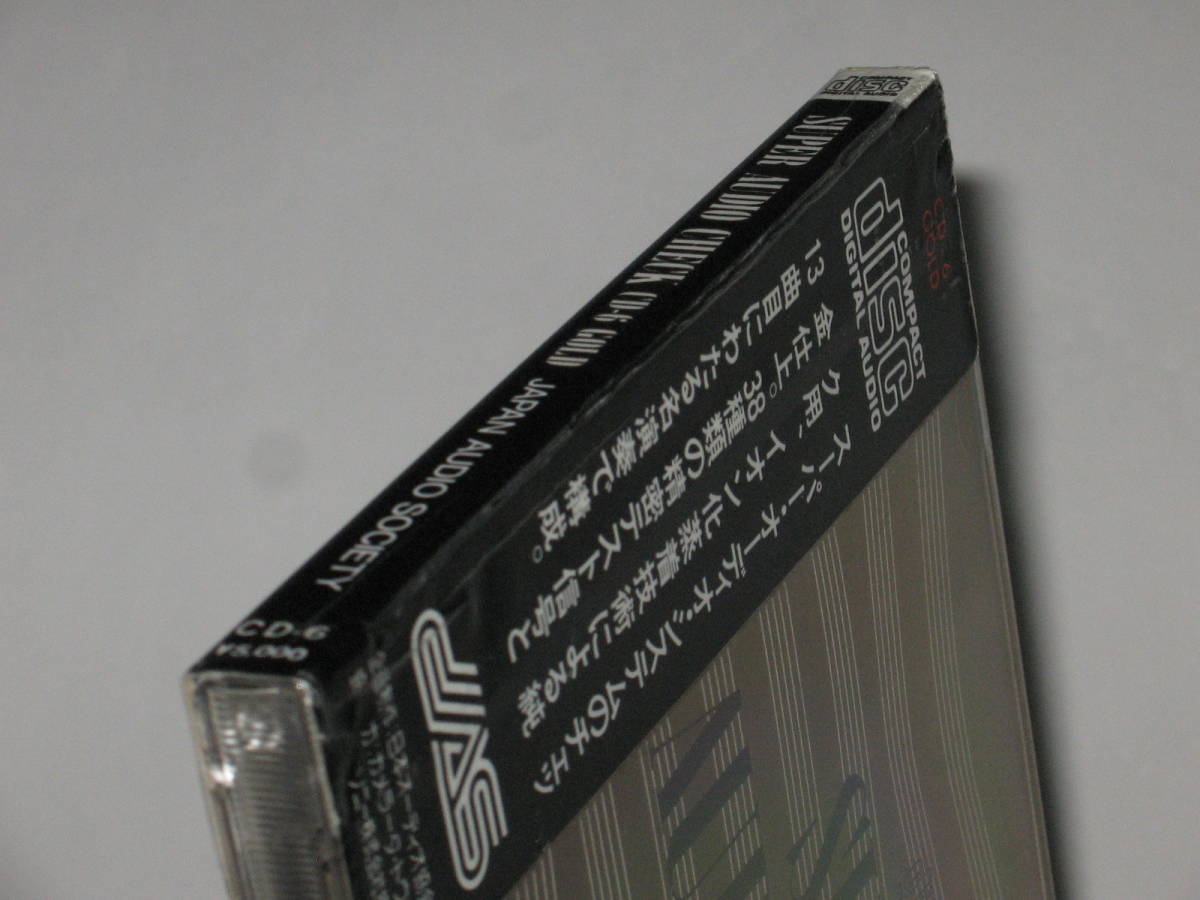 COMPACT
disc
DIGITAL AUDIO
SUPER AUDIO CHECK CD-6 GOLD JAPAN AUDIO SOCIETY
CD-6
¥5,000
CD-6
GOLD
COMPACT
disc
DIGITAL AUDIO
スーパー・オーディオ・システムのチェッ
ク用、イオン化蒸着技術による純
金仕上。38種類の精密テスト信号と
13曲目にわたる名演奏で構成。
JAS